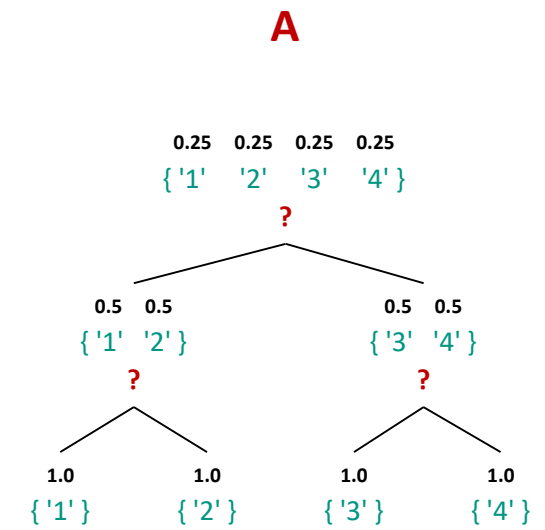 A
0.25 0.25 0.25 0.25
{ '1' '2' '3' '4' }
?
0.5 0.5 0.5 0.5
{ '1' '2' } { '3' '4' }
? ?
1.0 1.0 1.0 1.0
{ '1' } { '2' } { '3' } { '4' }